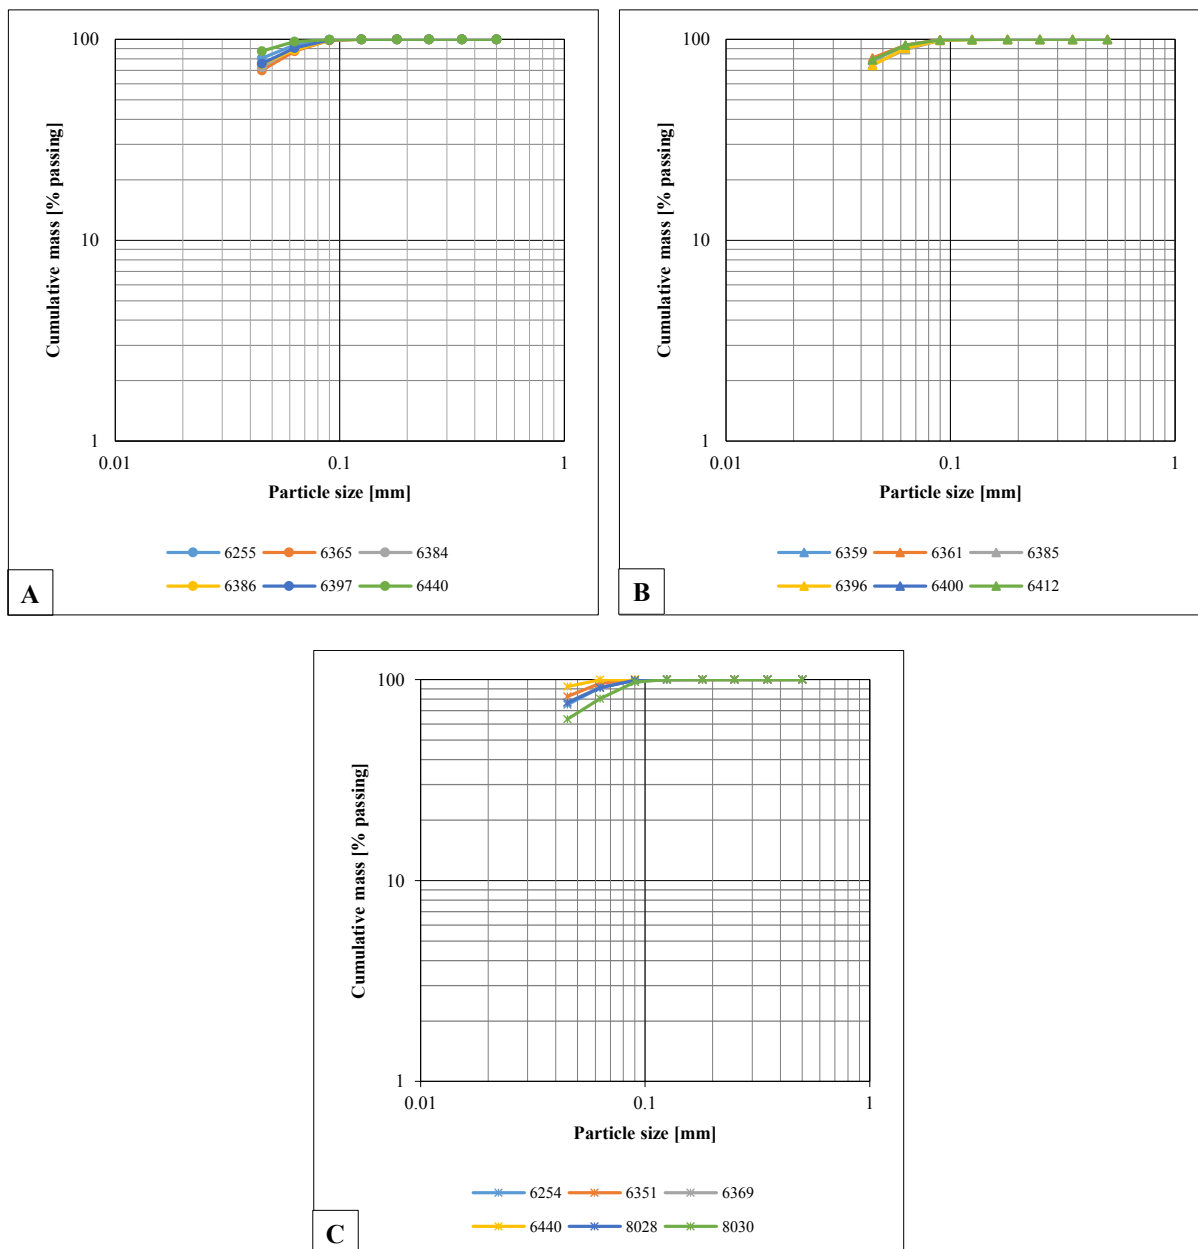 100
10
1
0.01 0.1 1
Cumulative mass [% passing]
Particle size [mm]
6255 6365 6384
6386 6397 6440
A
100
10
1
0.01 0.1 1
Cumulative mass [% passing]
Particle size [mm]
6359 6361 6385
6396 6400 6412
B
100
10
1
0.01 0.1 1
Cumulative mass [% passing]
Particle size [mm]
6254 6351 6369
6440 8028 8030
C